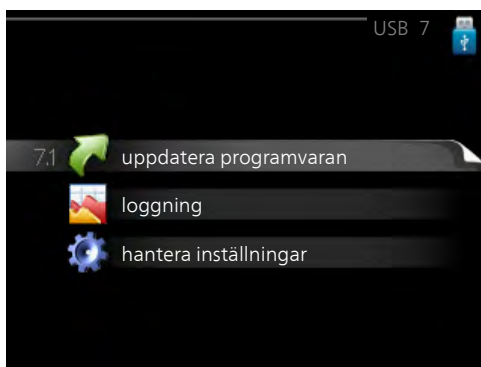 USB 7
7.1 uppdatera programvaran
loggning
hantera inställningar